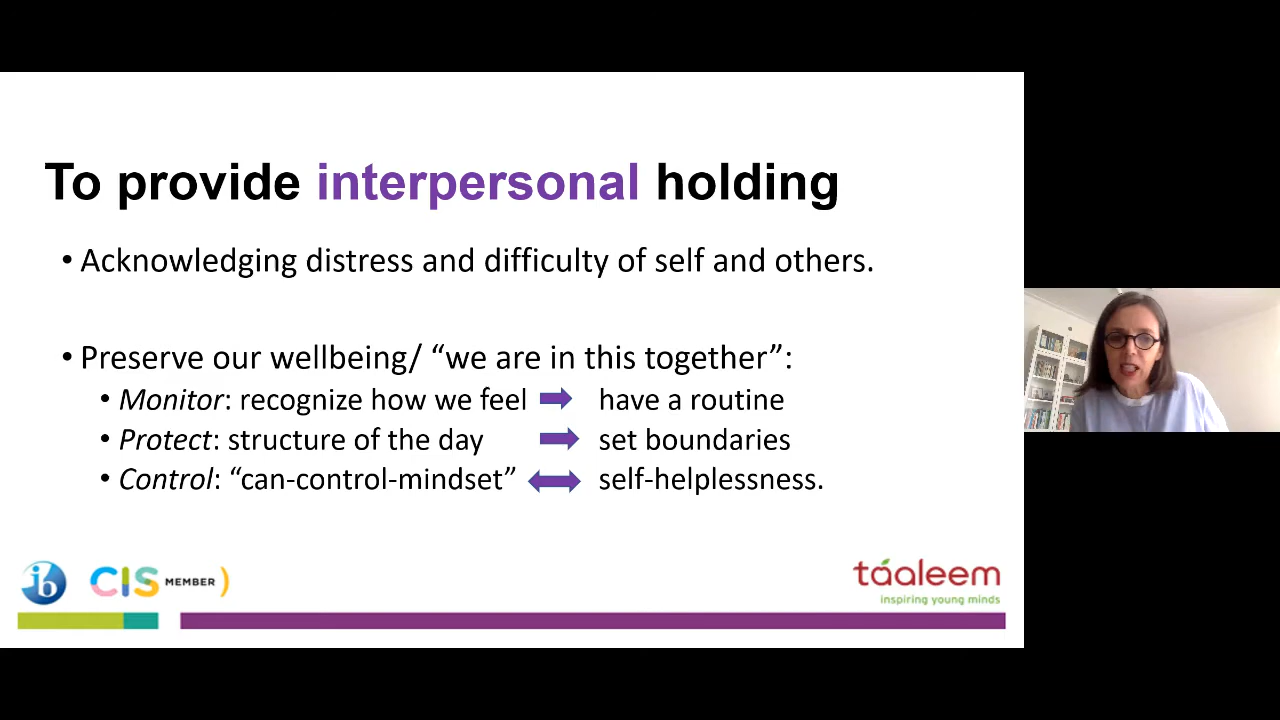 To provide interpersonal holding
• Acknowledging distress and difficulty of self and others.
• Preserve our wellbeing/ “we are in this together”:
• Monitor: recognize how we feel have a routine
• Protect: structure of the day set boundaries
• Control: “can-control-mindset” self-helplessness.
ib CIS MEMBER
taaleem
inspiring young minds